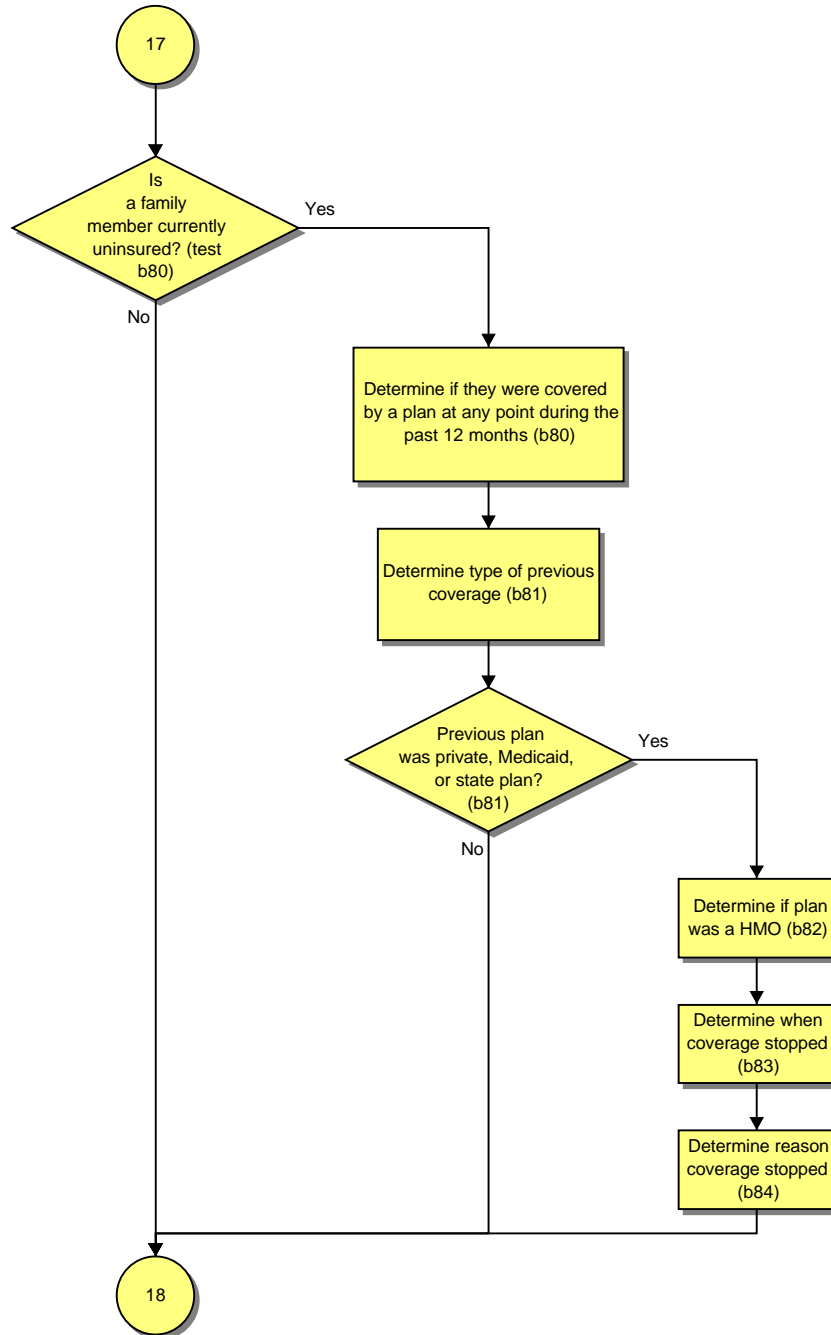 17
Is
a family
member currently
uninsured? (test
b80)
Yes
No
Determine if they were covered
by a plan at any point during the
past 12 months (b80)
Determine type of previous
coverage (b81)
Previous plan
was private, Medicaid,
or state plan?
(b81)
Yes
No
Determine if plan
was a HMO (b82)
Determine when
coverage stopped
(b83)
Determine reason
coverage stopped
(b84)
18